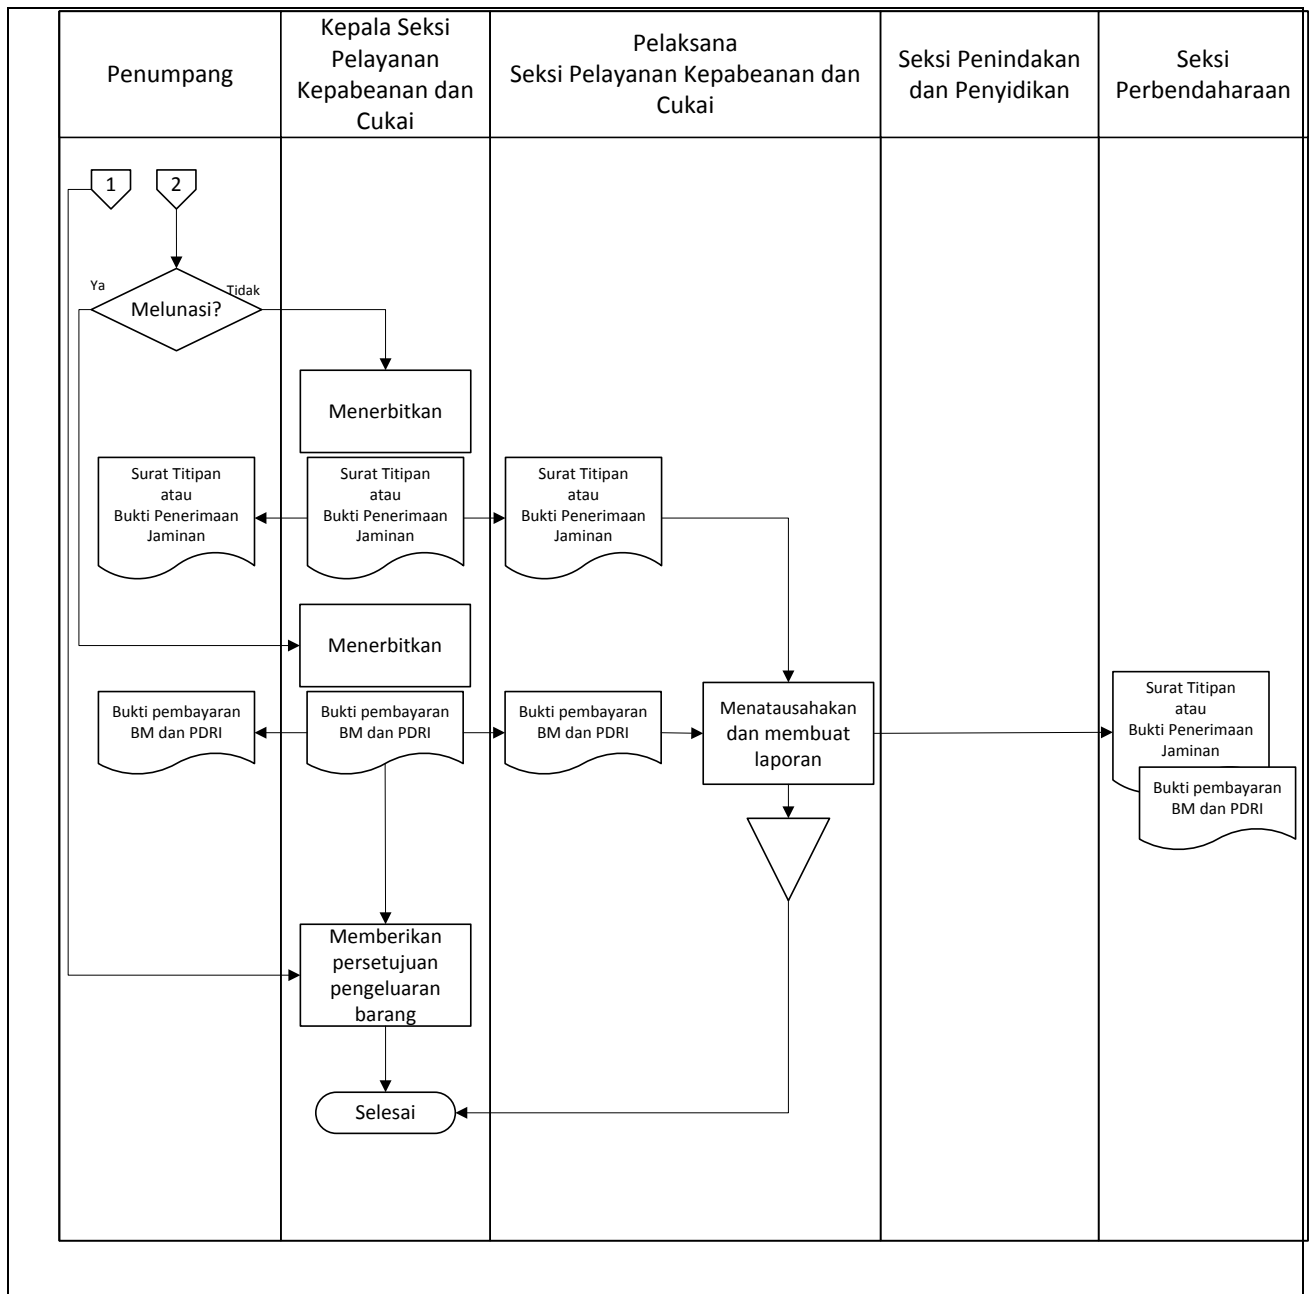 Penumpang
Kepala Seksi
Pelayanan
Kepabeanan dan
Cukai
Pelaksana
Seksi Pelayanan Kepabeanan dan
Cukai
Seksi Penindakan
dan Penyidikan
Seksi
Perbendaharaan
1
2
Ya
Tidak
Melunasi?
Menerbitkan
Surat Titipan
atau
Bukti Penerimaan
Jaminan
Surat Titipan
atau
Bukti Penerimaan
Jaminan
Surat Titipan
atau
Bukti Penerimaan
Jaminan
Menerbitkan
Bukti pembayaran
BM dan PDRI
Bukti pembayaran
BM dan PDRI
Bukti pembayaran
BM dan PDRI
Menatausahakan
dan membuat
laporan
Surat Titipan
atau
Bukti Penerimaan
Jaminan
Bukti pembayaran
BM dan PDRI
Memberikan
persetujuan
pengeluaran
barang
Selesai